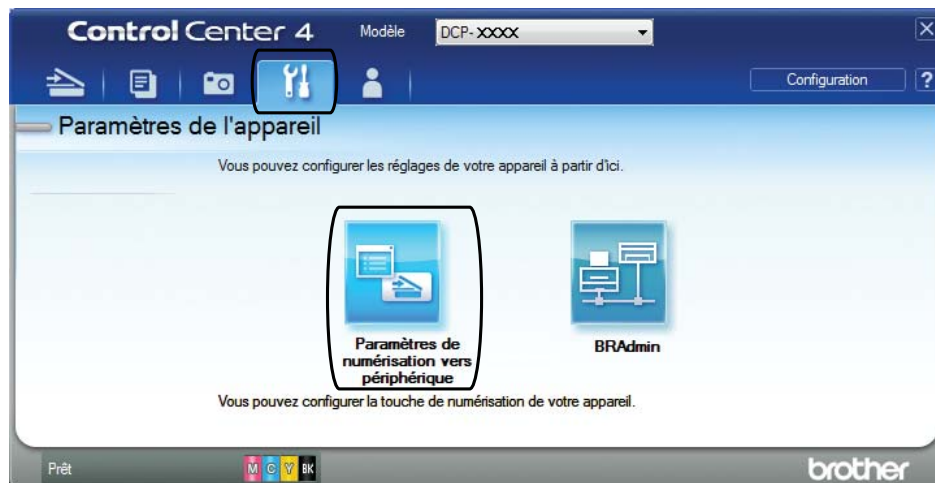 Control Center 4
Modèle
DCP-XXXX
Configuration
?
Paramètres de l'appareil
Vous pouvez configurer les réglages de votre appareil à partir d'ici.
Paramètres de
numérisation vers
périphérique
BRAdmin
Vous pouvez configurer la touche de numérisation de votre appareil.
Prêt
M C Y BK
brother